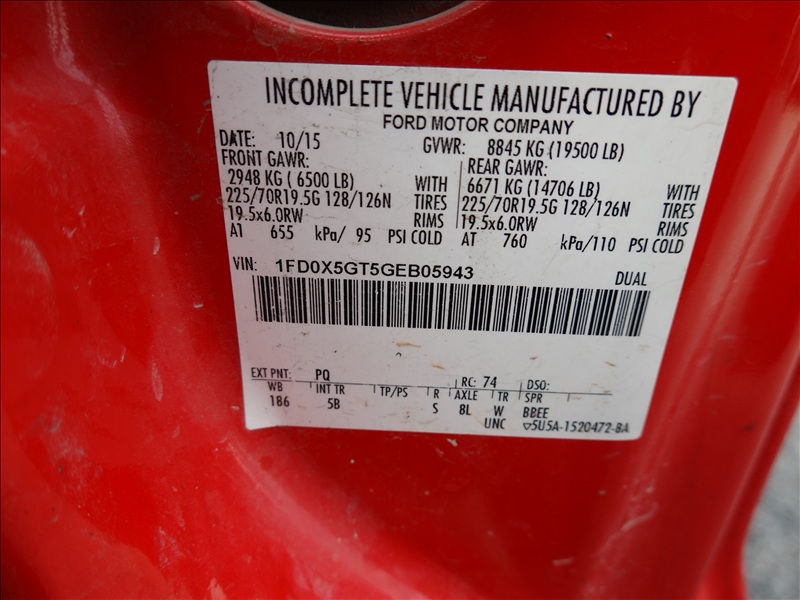 INCOMPLETE VEHICLE MANUFACTURED BY
FORD MOTOR COMPANY
DATE: 10/15 GVWR: 8845 KG (19500 LB)
FRONT GAWR: REAR GAWR:
2948 KG ( 6500 LB) WITH 6671 KG (14706 LB) WITH
225/70R19.5G 128/126N TIRES 225/70R19.5G 128/126N TIRES
19.5x6.0RW RIMS 19.5x6.0RW RIMS
AT 655 kPa/ 95 PSI COLD AT 760 kPa/110 PSI COLD
VIN: 1FD0X5GT5GEB05943 DUAL
EXT PNT: PQ RC: 74 DSO:
WB INT TR TP/PS R AXLE TR SPR
186 5B S 8L W BBEE
UNC ▽5U5A-1520472-BA